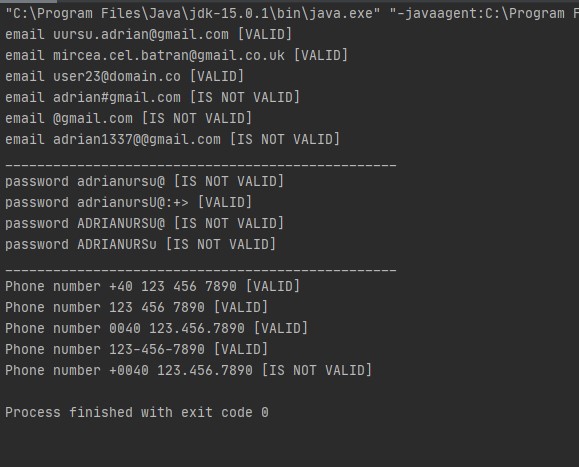 "C:\Program Files\Java\jdk-15.0.1\bin\java.exe" "-javaagent:C:\Program F
email uursu.adrian@gmail.com [VALID]
email mircea.cel.batran@gmail.co.uk [VALID]
email user23@domain.co [VALID]
email adrian#gmail.com [IS NOT VALID]
email @gmail.com [IS NOT VALID]
email adrian1337@@gmail.com [IS NOT VALID]
_________________________________________________
password adrianursu@ [IS NOT VALID]
password adrianursU@:+> [VALID]
password ADRIANURSU@ [IS NOT VALID]
password ADRIANURSu [IS NOT VALID]
_________________________________________________
Phone number +40 123 456 7890 [VALID]
Phone number 123 456 7890 [VALID]
Phone number 0040 123.456.7890 [VALID]
Phone number 123-456-7890 [VALID]
Phone number +0040 123.456.7890 [IS NOT VALID]
Process finished with exit code 0